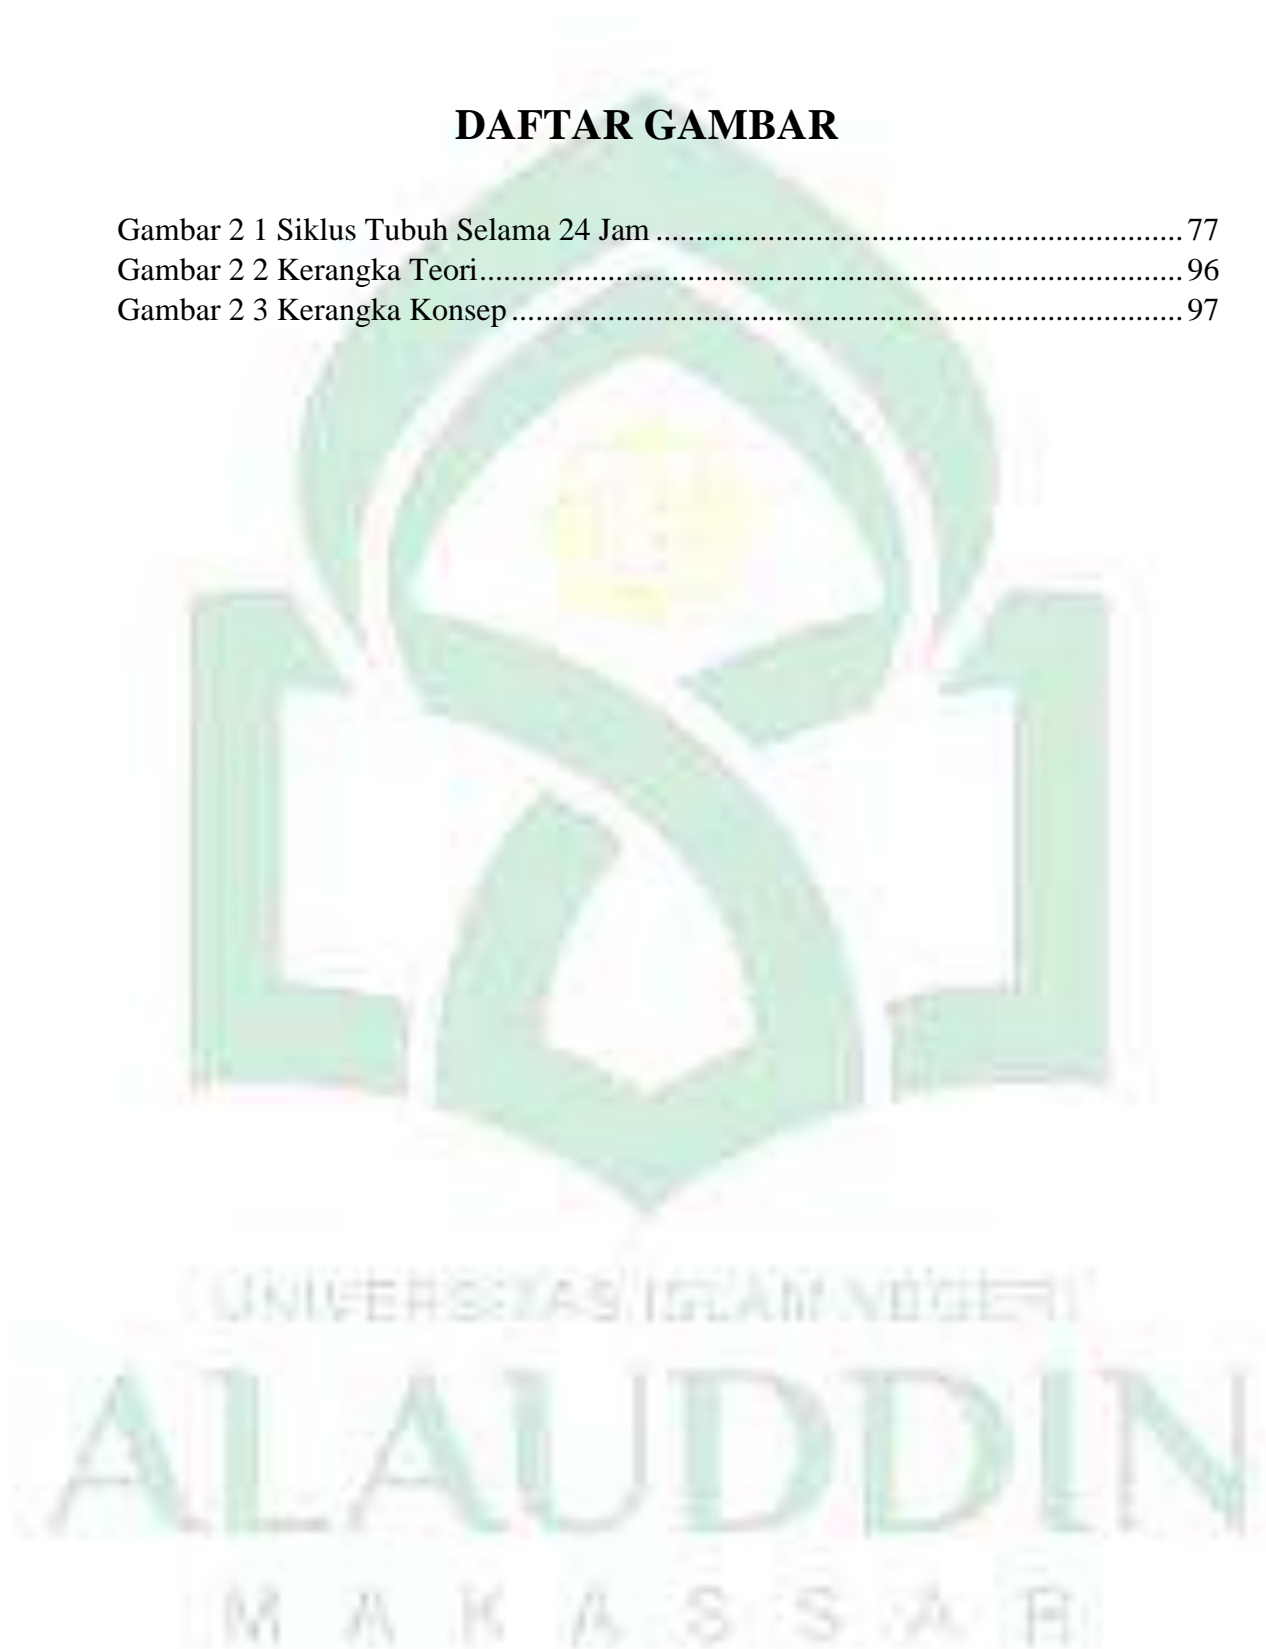 DAFTAR GAMBAR
Gambar 2 1 Siklus Tubuh Selama 24 Jam .................................................................. 77
Gambar 2 2 Kerangka Teori........................................................................................ 96
Gambar 2 3 Kerangka Konsep .................................................................................... 97
UNIVERSITAS ISLAM NEGERI
ALAUDDIN
MAKASSAR